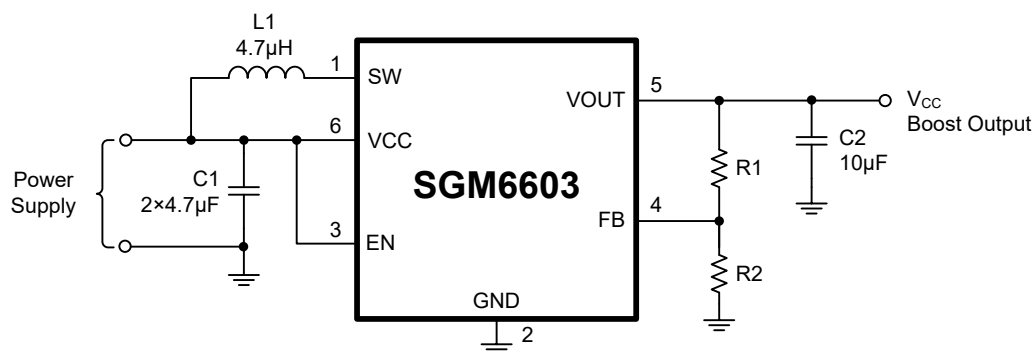 L1
4.7µH
1
SW
5
VOUT
V_CC
Boost Output
6
VCC
C2
10µF
R1
Power
Supply
C1
2×4.7µF
SGM6603
4
FB
3
EN
R2
GND
2